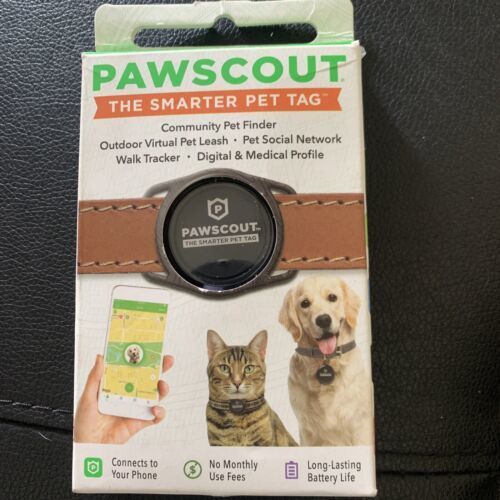 PAWSCOUT
THE SMARTER PET TAG™
Community Pet Finder
Outdoor Virtual Pet Leash • Pet Social Network
Walk Tracker • Digital & Medical Profile
P
PAWSCOUT
THE SMARTER PET TAG
P
Connects to
Your Phone
$
No Monthly
Use Fees
Long-Lasting
Battery Life